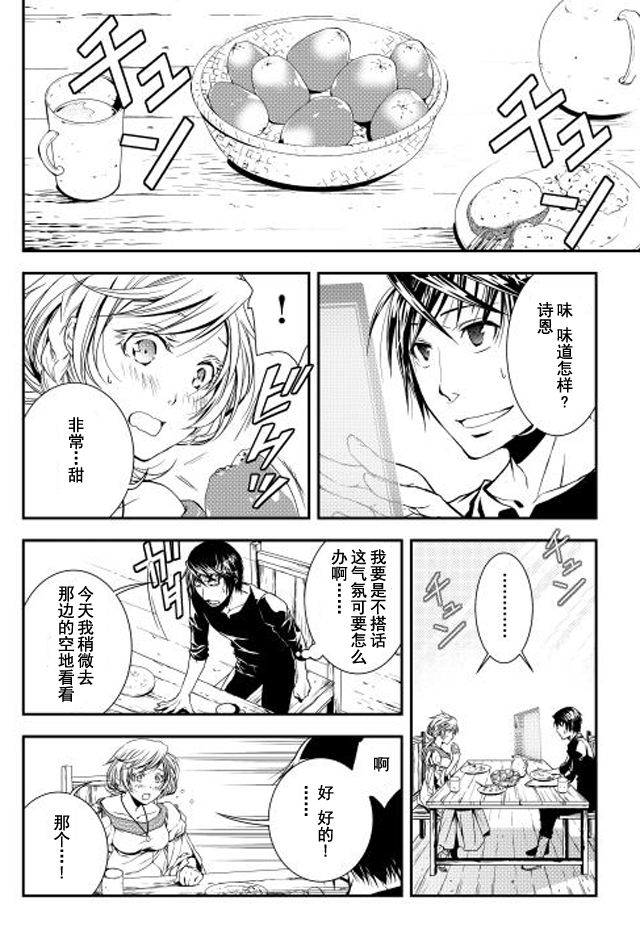 チュン
チュン
味 味道怎样？
诗恩
！
ビクッ
非常…甜
チュン
チュン
………
我要是不搭话
这气氛可要怎么
办啊……
ガタッ
今天我稍微去
那边的空地看看
啊
好 好的！
……
那个…！